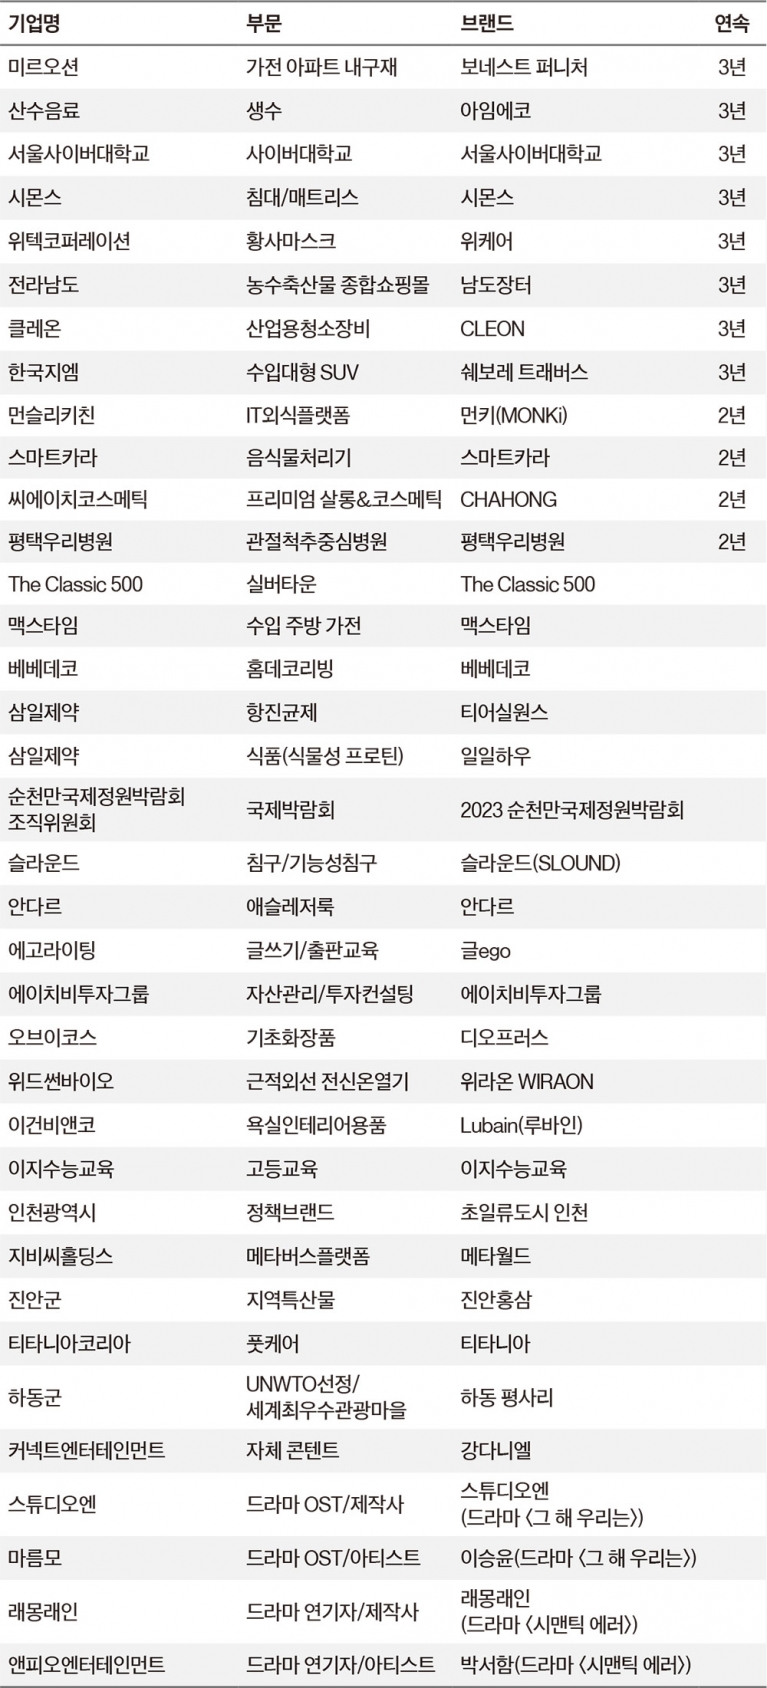 기업명 부문 브랜드 연속
미르오션 가전 아파트 내구재 보네스트 퍼니처 3년
산수음료 생수 아임에코 3년
서울사이버대학교 사이버대학교 서울사이버대학교 3년
시몬스 침대/매트리스 시몬스 3년
위텍코퍼레이션 황사마스크 위케어 3년
전라남도 농수축산물 종합쇼핑몰 남도장터 3년
클레온 산업용청소장비 CLEON 3년
한국지엠 수입대형 SUV 쉐보레 트래버스 3년
먼슬리키친 IT외식플랫폼 먼키(MONKi) 2년
스마트카라 음식물처리기 스마트카라 2년
씨에이치코스메틱 프리미엄 살롱&코스메틱 CHAHONG 2년
평택우리병원 관절척추중심병원 평택우리병원 2년
The Classic 500 실버타운 The Classic 500
맥스타임 수입 주방 가전 맥스타임
베베데코 홈데코리빙 베베데코
삼일제약 항진균제 티어실원스
삼일제약 식품(식물성 프로틴) 일일하우
순천만국제정원박람회
조직위원회 국제박람회 2023 순천만국제정원박람회
슬라운드 침구/기능성침구 슬라운드(SLOUND)
안다르 애슬레저룩 안다르
에고라이팅 글쓰기/출판교육 글ego
에이치비투자그룹 자산관리/투자컨설팅 에이치비투자그룹
오브이코스 기초화장품 디오프러스
위드썬바이오 근적외선 전신온열기 위라온 WIRAON
이건비앤코 욕실인테리어용품 Lubain(루바인)
이지수능교육 고등교육 이지수능교육
인천광역시 정책브랜드 초일류도시 인천
지비씨홀딩스 메타버스플랫폼 메타월드
진안군 지역특산물 진안홍삼
티타니아코리아 풋케어 티타니아
하동군 UNWTO선정/
세계최우수관광마을 하동 평사리
커넥트엔터테인먼트 자체 콘텐트 강다니엘
스튜디오엔 드라마 OST/제작사 스튜디오엔
(드라마 〈그 해 우리는〉)
마름모 드라마 OST/아티스트 이승윤(드라마 〈그 해 우리는〉)
래몽래인 드라마 연기자/제작사 래몽래인
(드라마 〈시맨틱 에러〉)
앤피오엔터테인먼트 드라마 연기자/아티스트 박서함(드라마 〈시맨틱 에러〉)